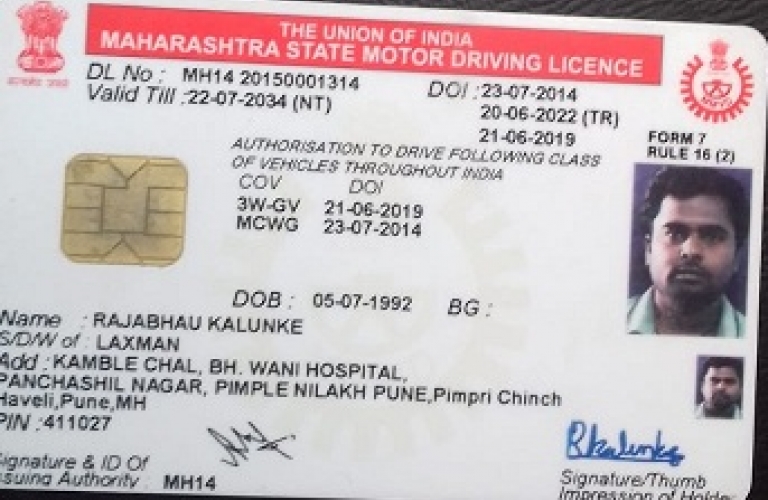 THE UNION OF INDIA
MAHARASHTRA STATE MOTOR DRIVING LICENCE
DL No : MH14 20150001314 DOI : 23-07-2014
Valid Till : 22-07-2034 (NT) 20-06-2022 (TR)
21-06-2019
FORM 7
RULE 16 (2)
AUTHORISATION TO DRIVE FOLLOWING CLASS
OF VEHICLES THROUGHOUT INDIA
COV DOI
3W-GV 21-06-2019
MCWG 23-07-2014
DOB : 05-07-1992 BG :
Name : RAJABHAU KALUNKE
S/D/W of : LAXMAN
Add : KAMBLE CHAL, BH. WANI HOSPITAL,
PANCHASHIL NAGAR, PIMPLE NILAKH PUNE,Pimpri Chinch
Haveli,Pune,MH
PIN :411027
Signature & ID Of
Issuing Authority : MH14
Rkalunke
Signature/Thumb
Impression of Holder